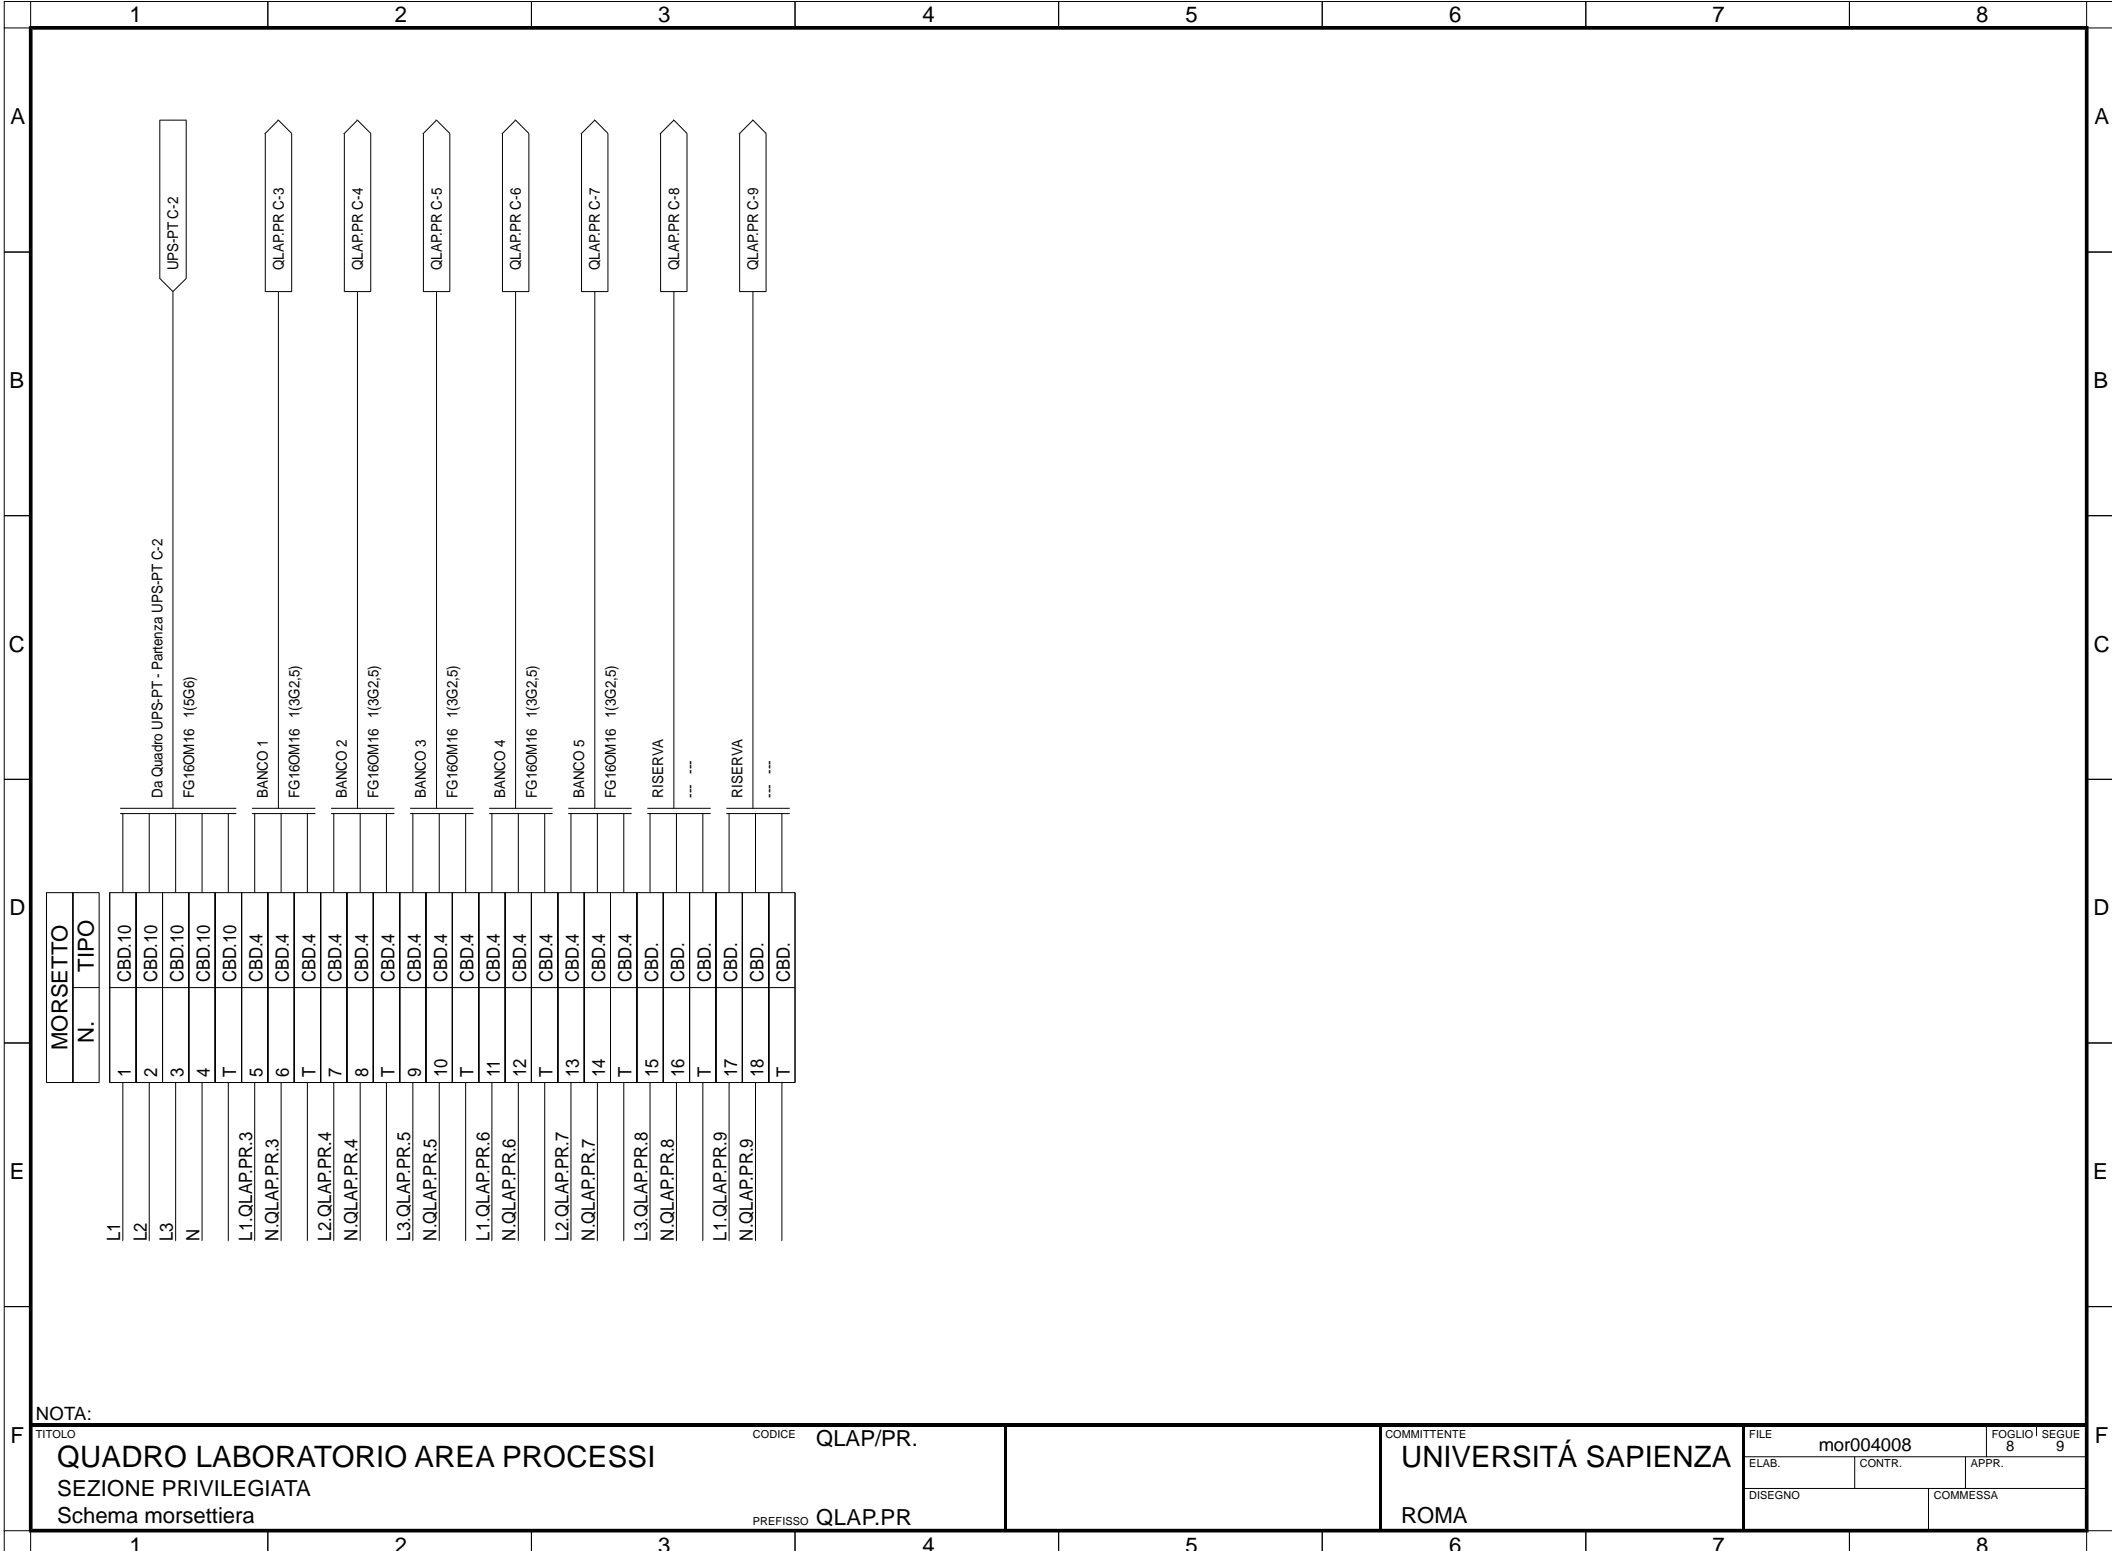 1 2 3 4 5 6 7 8
A A
B B
C C
D D
E E
F F
UPS-PT C-2
QLAP.PR C-3
QLAP.PR C-4
QLAP.PR C-5
QLAP.PR C-6
QLAP.PR C-7
QLAP.PR C-8
QLAP.PR C-9
Da Quadro UPS-PT - Partenza UPS-PT C-2
FG16OM16 1(5G6)
BANCO 1
FG16OM16 1(3G2,5)
BANCO 2
FG16OM16 1(3G2,5)
BANCO 3
FG16OM16 1(3G2,5)
BANCO 4
FG16OM16 1(3G2,5)
BANCO 5
FG16OM16 1(3G2,5)
RISERVA
--- ---
RISERVA
--- ---
MORSETTO
N. TIPO
1 CBD.10
2 CBD.10
3 CBD.10
4 CBD.10
T CBD.10
5 CBD.4
6 CBD.4
T CBD.4
7 CBD.4
8 CBD.4
T CBD.4
9 CBD.4
10 CBD.4
T CBD.4
11 CBD.4
12 CBD.4
T CBD.4
13 CBD.4
14 CBD.4
T CBD.4
15 CBD.
16 CBD.
T CBD.
17 CBD.
18 CBD.
T CBD.
L1
L2
L3
N
L1.QLAP.PR.3
N.QLAP.PR.3
L2.QLAP.PR.4
N.QLAP.PR.4
L3.QLAP.PR.5
N.QLAP.PR.5
L1.QLAP.PR.6
N.QLAP.PR.6
L2.QLAP.PR.7
N.QLAP.PR.7
L3.QLAP.PR.8
N.QLAP.PR.8
L1.QLAP.PR.9
N.QLAP.PR.9
NOTA:
TITOLO
QUADRO LABORATORIO AREA PROCESSI
SEZIONE PRIVILEGIATA
Schema morsettiera
CODICE QLAP/PR.
PREFISSO QLAP.PR
COMMITTENTE
UNIVERSITÁ SAPIENZA
ROMA
FILE mor004008
FOGLIO 8
SEGUE 9
ELAB. CONTR. APPR.
DISEGNO COMMESSA
1 2 3 4 5 6 7 8